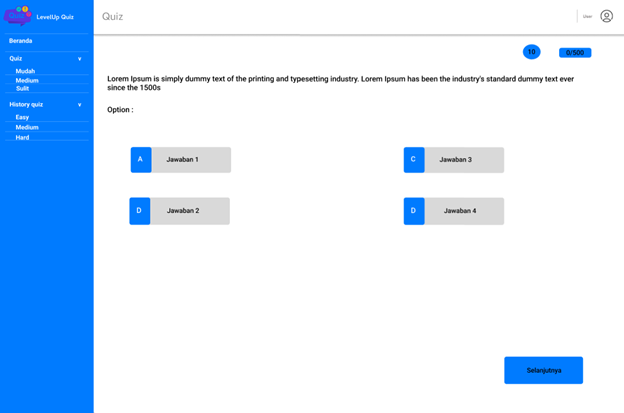 QUIZ
LevelUp Quiz
Quiz
User
Beranda
Quiz v
Mudah
Medium
Sulit
History quiz v
Easy
Medium
Hard
10
0/500
Lorem Ipsum is simply dummy text of the printing and typesetting industry. Lorem Ipsum has been the industry's standard dummy text ever
since the 1500s
Option :
A Jawaban 1
C Jawaban 3
D Jawaban 2
D Jawaban 4
Selanjutnya